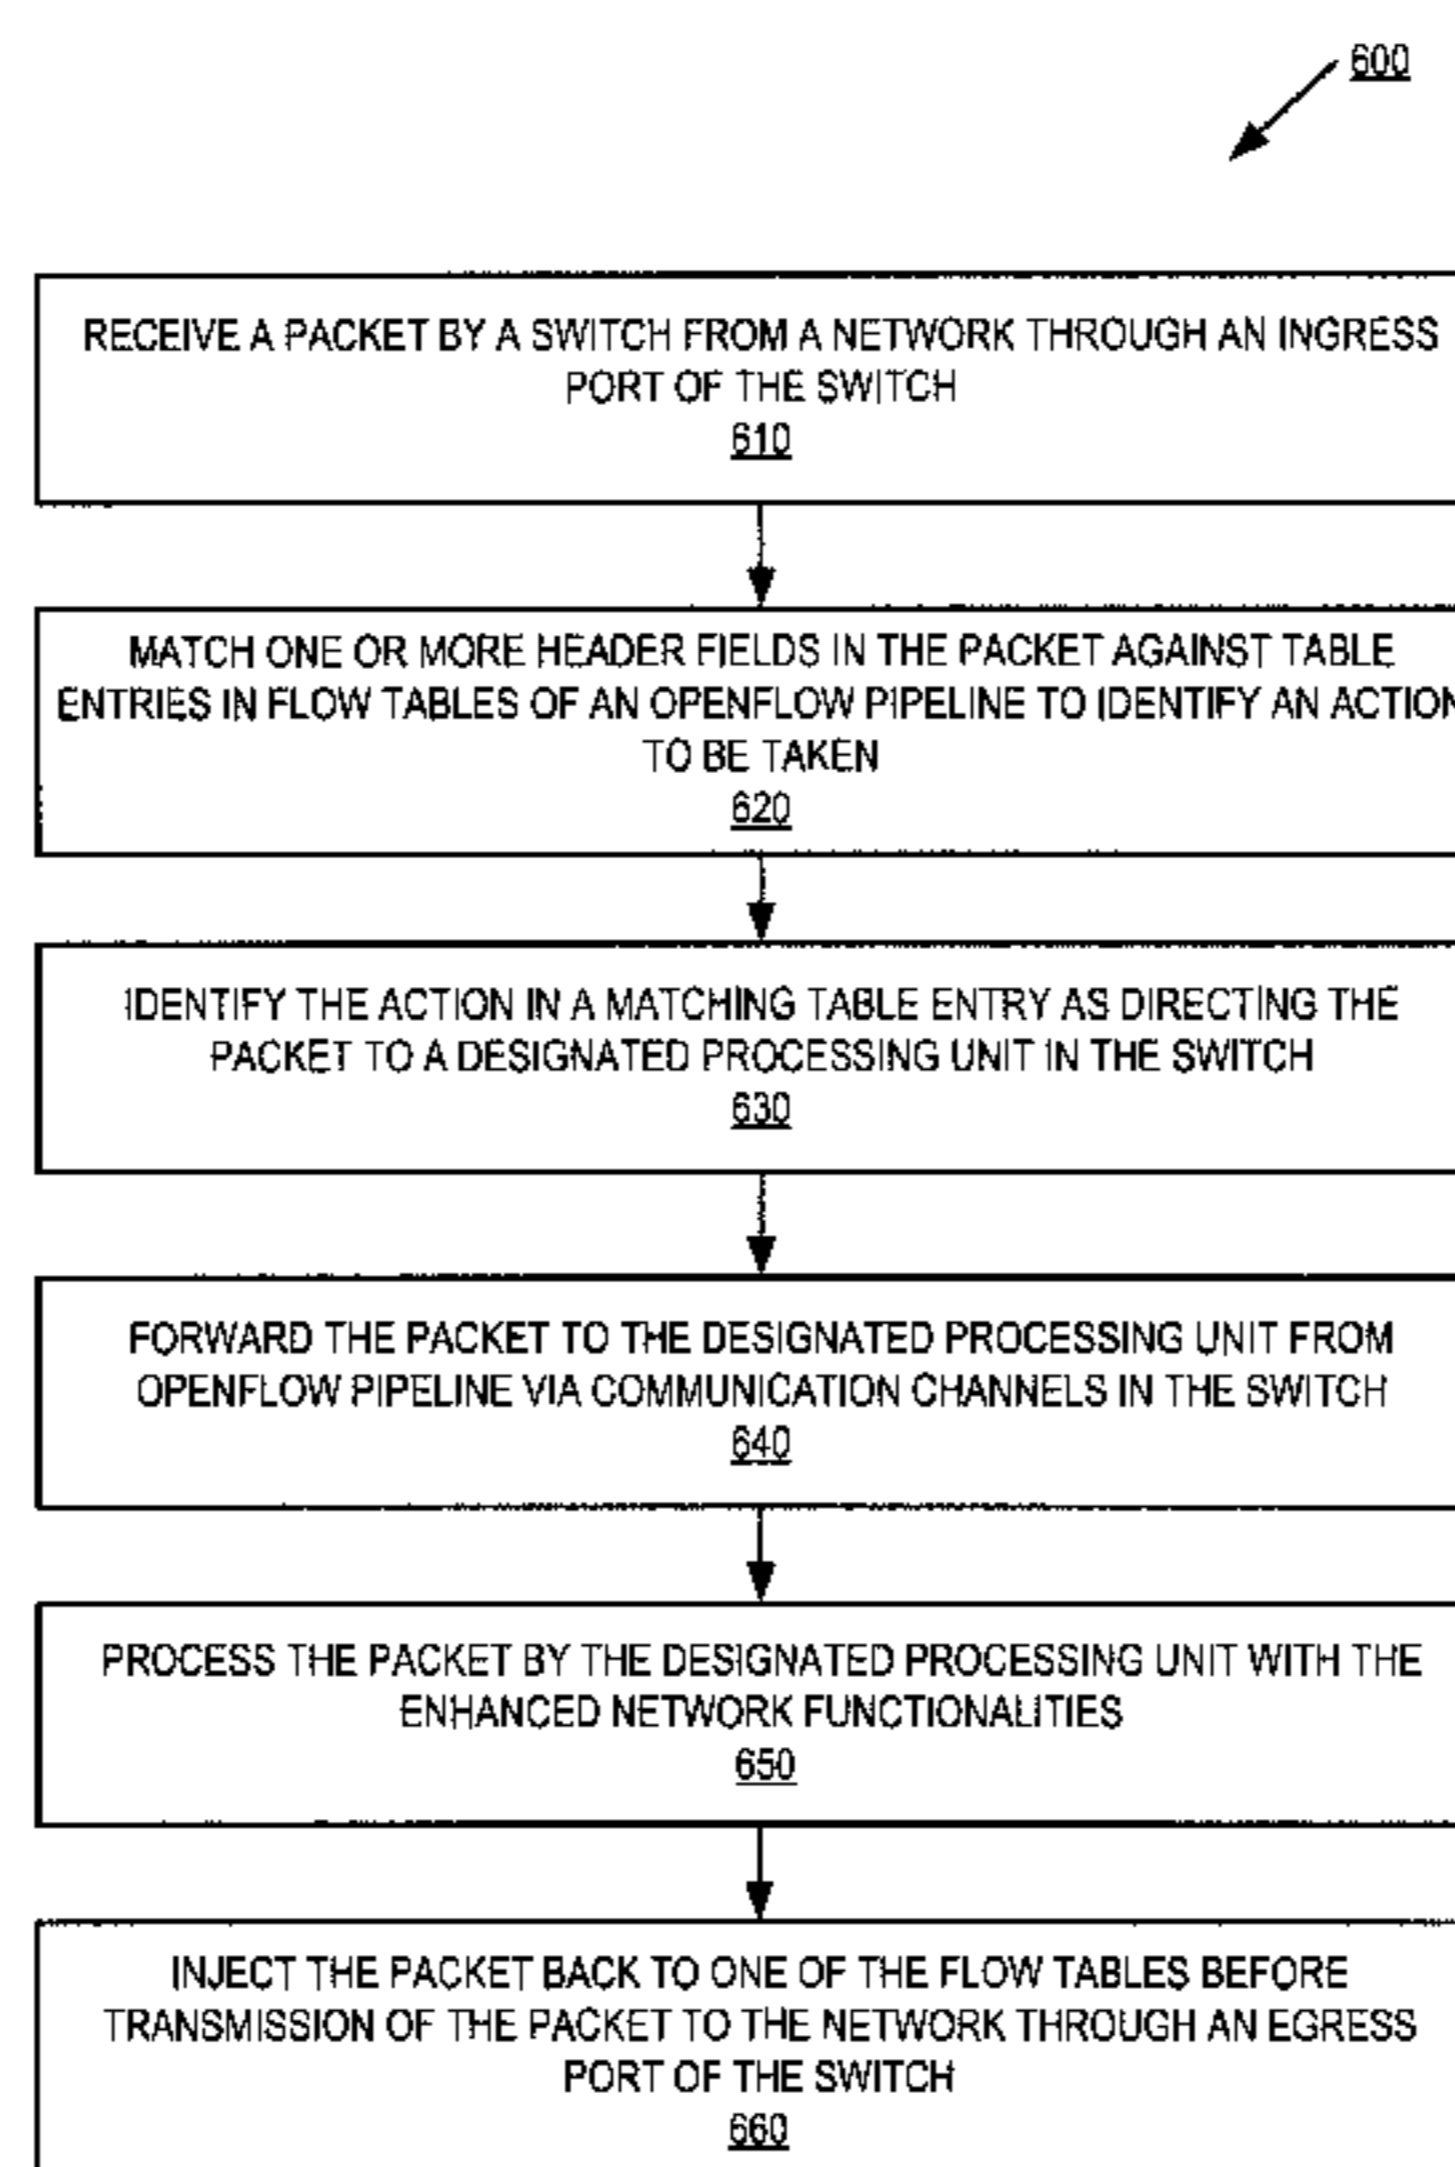 600
RECEIVE A PACKET BY A SWITCH FROM A NETWORK THROUGH AN INGRESS
PORT OF THE SWITCH
610
MATCH ONE OR MORE HEADER FIELDS IN THE PACKET AGAINST TABLE
ENTRIES IN FLOW TABLES OF AN OPENFLOW PIPELINE TO IDENTIFY AN ACTION
TO BE TAKEN
620
IDENTIFY THE ACTION IN A MATCHING TABLE ENTRY AS DIRECTING THE
PACKET TO A DESIGNATED PROCESSING UNIT IN THE SWITCH
630
FORWARD THE PACKET TO THE DESIGNATED PROCESSING UNIT FROM
OPENFLOW PIPELINE VIA COMMUNICATION CHANNELS IN THE SWITCH
640
PROCESS THE PACKET BY THE DESIGNATED PROCESSING UNIT WITH THE
ENHANCED NETWORK FUNCTIONALITIES
650
INJECT THE PACKET BACK TO ONE OF THE FLOW TABLES BEFORE
TRANSMISSION OF THE PACKET TO THE NETWORK THROUGH AN EGRESS
PORT OF THE SWITCH
660